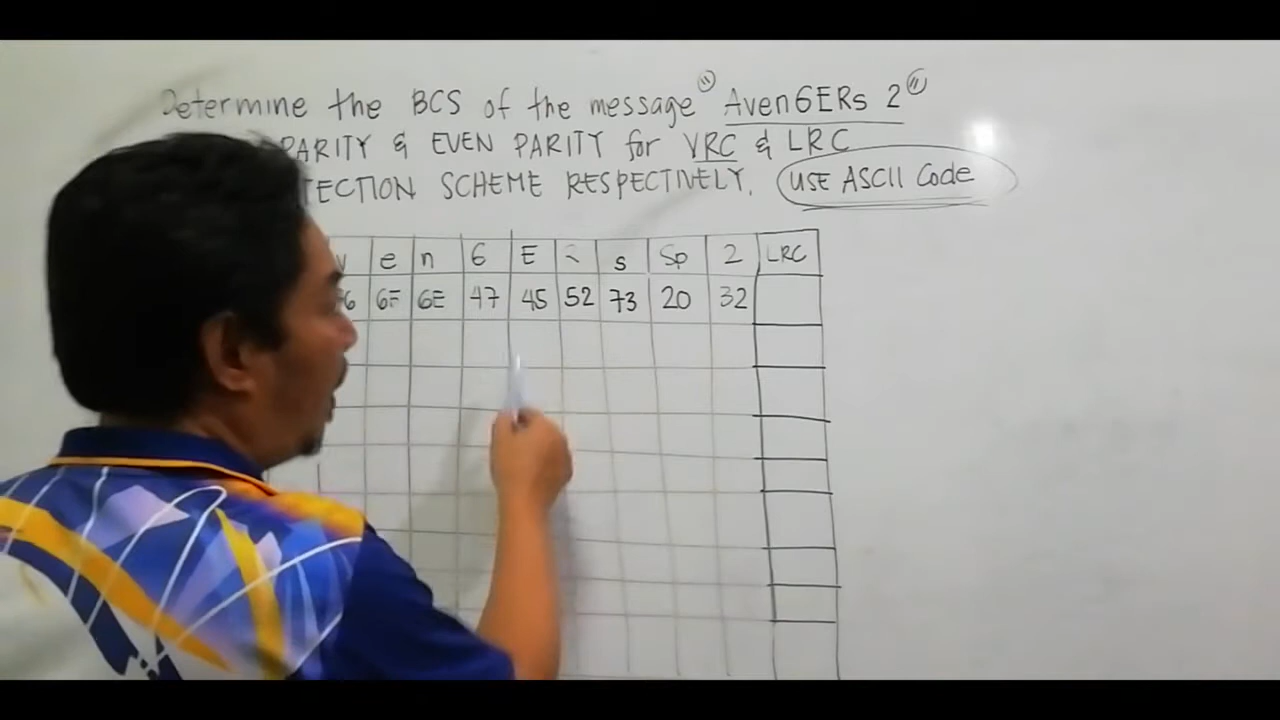 Determine the BCS of the message "Aven6ERs 2"
PARITY & EVEN PARITY for VRC & LRC
TECTION SCHEME RESPECTIVELY. USE ASCII Code
v e n 6 E s Sp 2 LRC
6 6E 47 45 52 73 20 32